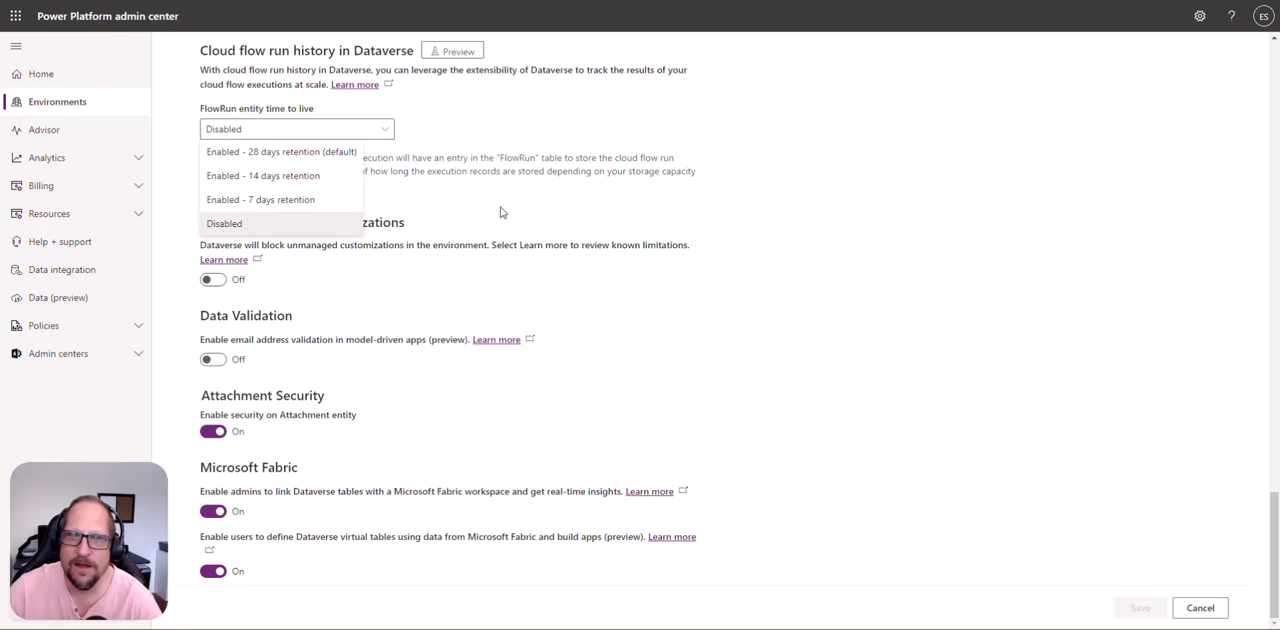 Power Platform admin center
?
ES
Home
Environments
Advisor
Analytics
Billing
Resources
Help + support
Data integration
Data (preview)
Policies
Admin centers
Cloud flow run history in Dataverse
Preview
With cloud flow run history in Dataverse, you can leverage the extensibility of Dataverse to track the results of your
cloud flow executions at scale. Learn more
FlowRun entity time to live
Disabled
Enabled - 28 days retention (default)
Enabled - 14 days retention
Enabled - 7 days retention
Disabled
ecution will have an entry in the "FlowRun" table to store the cloud flow run
f how long the execution records are stored depending on your storage capacity
zations
Dataverse will block unmanaged customizations in the environment. Select Learn more to review known limitations.
Learn more
Off
Data Validation
Enable email address validation in model-driven apps (preview). Learn more
Off
Attachment Security
Enable security on Attachment entity
On
Microsoft Fabric
Enable admins to link Dataverse tables with a Microsoft Fabric workspace and get real-time insights. Learn more
On
Enable users to define Dataverse virtual tables using data from Microsoft Fabric and build apps (preview). Learn more
On
Save
Cancel